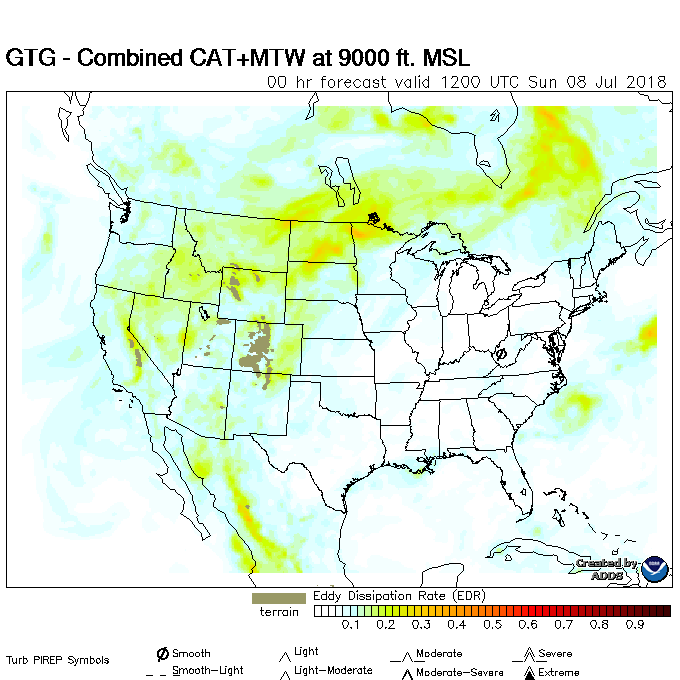 GTG - Combined CAT+MTW at 9000 ft. MSL
00 hr forecast valid 1200 UTC Sun 08 Jul 2018
Created by
ADDS
Eddy Dissipation Rate (EDR)
terrain
0.1 0.2 0.3 0.4 0.5 0.6 0.7 0.8 0.9
Turb PIREP Symbols
Smooth Light Moderate Severe
Smooth-Light Light-Moderate Moderate-Severe Extreme